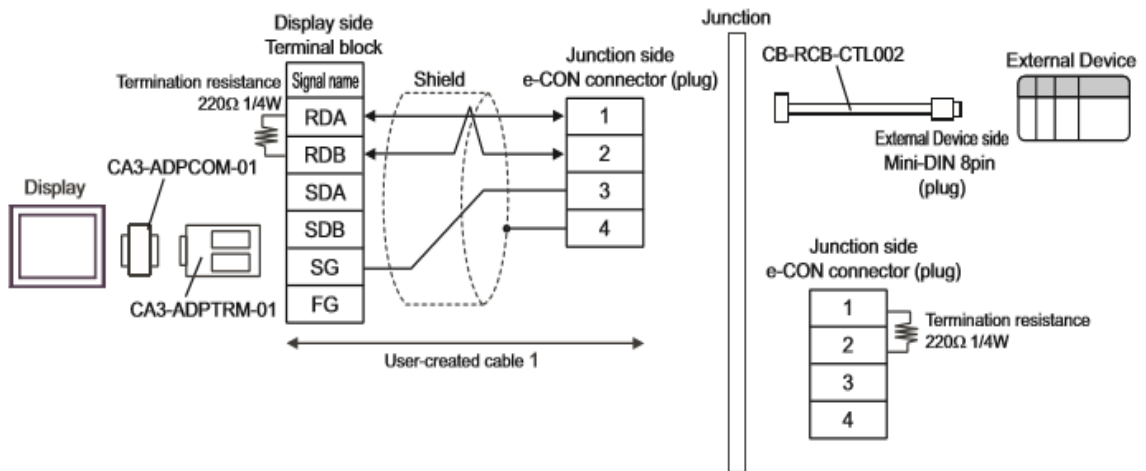 Display
CA3-ADPCOM-01
CA3-ADPTRM-01
Termination resistance
220Ω 1/4W
Display side
Terminal block
Signal name
RDA
RDB
SDA
SDB
SG
FG
Shield
Junction side
e-CON connector (plug)
1
2
3
4
User-created cable 1
Junction
CB-RCB-CTL002
External Device
External Device side
Mini-DIN 8pin
(plug)
Junction side
e-CON connector (plug)
1
2
3
4
Termination resistance
220Ω 1/4W